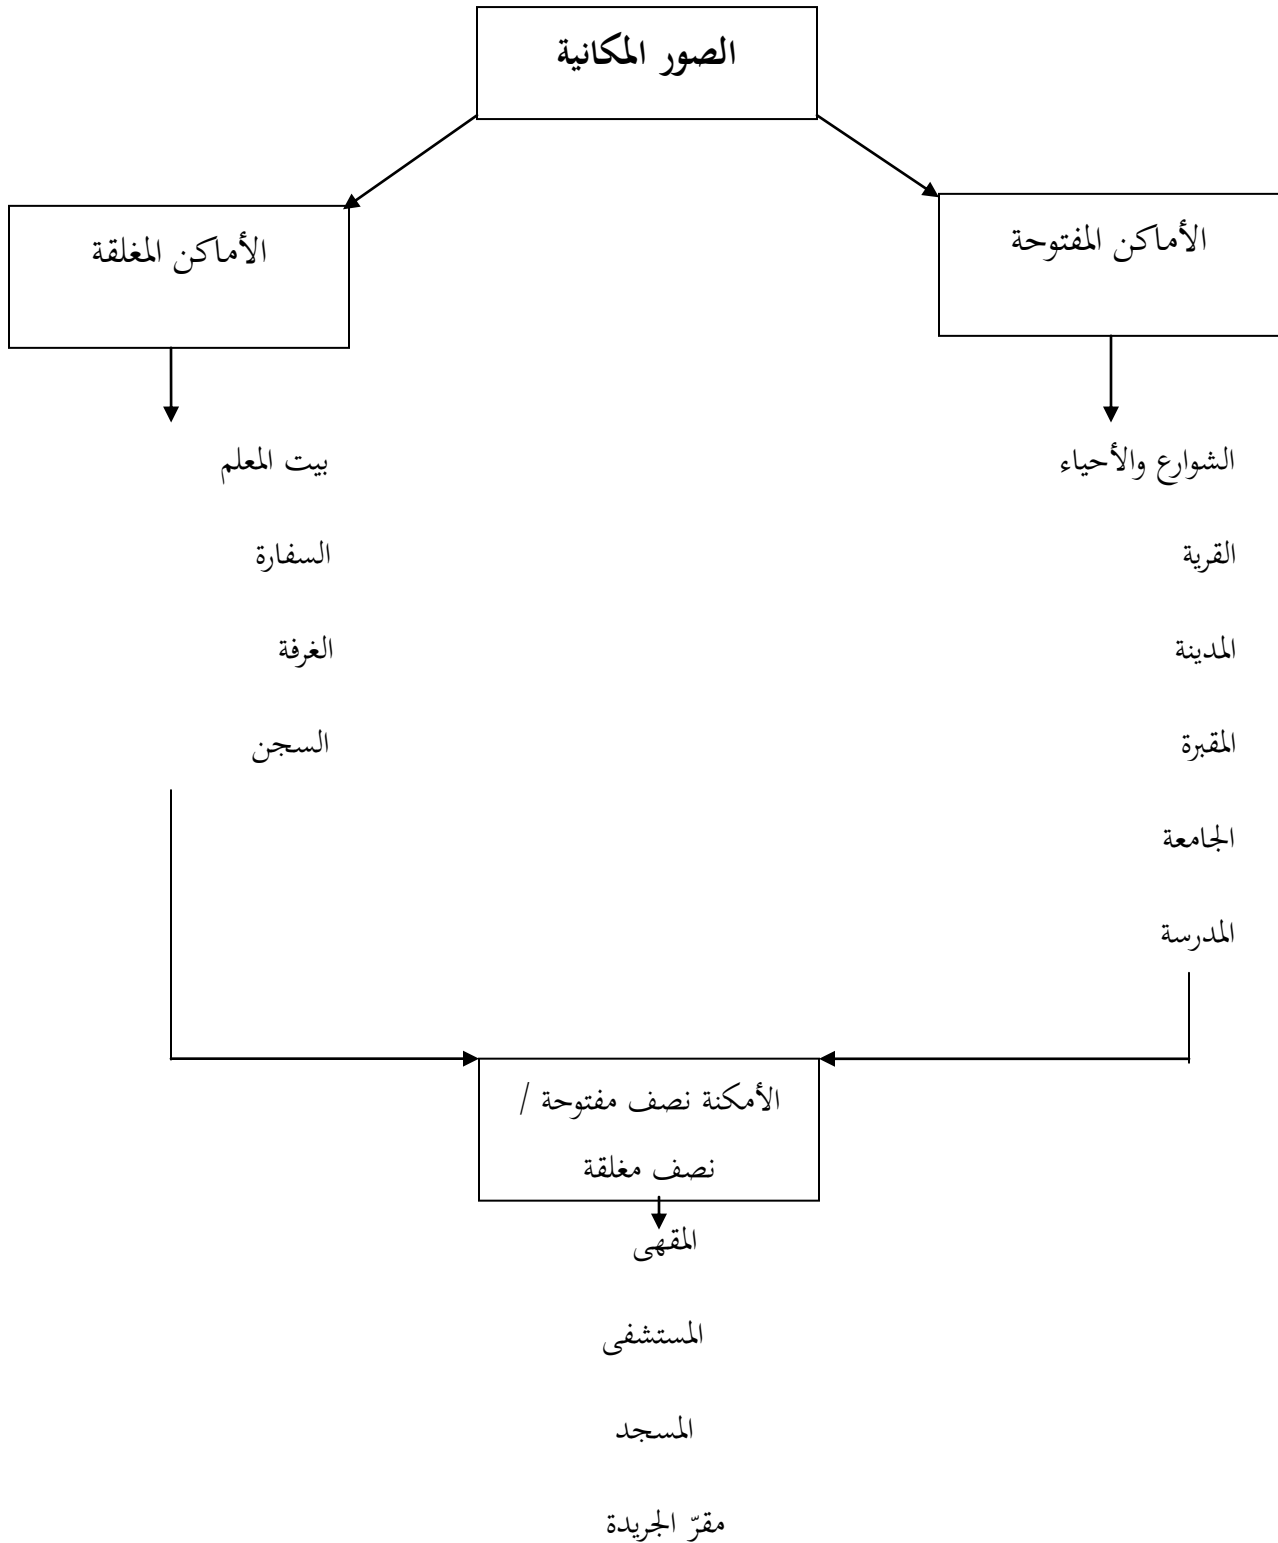 الصور المكانية
الأماكن المفتوحة
الأماكن المغلقة
الشوارع والأحياء
القرية
المدينة
المقبرة
الجامعة
المدرسة
بيت المعلم
السفارة
الغرفة
السجن
الأمكنة نصف مفتوحة /
نصف مغلقة
المقهى
المستشفى
المسجد
مقرّ الجريدة